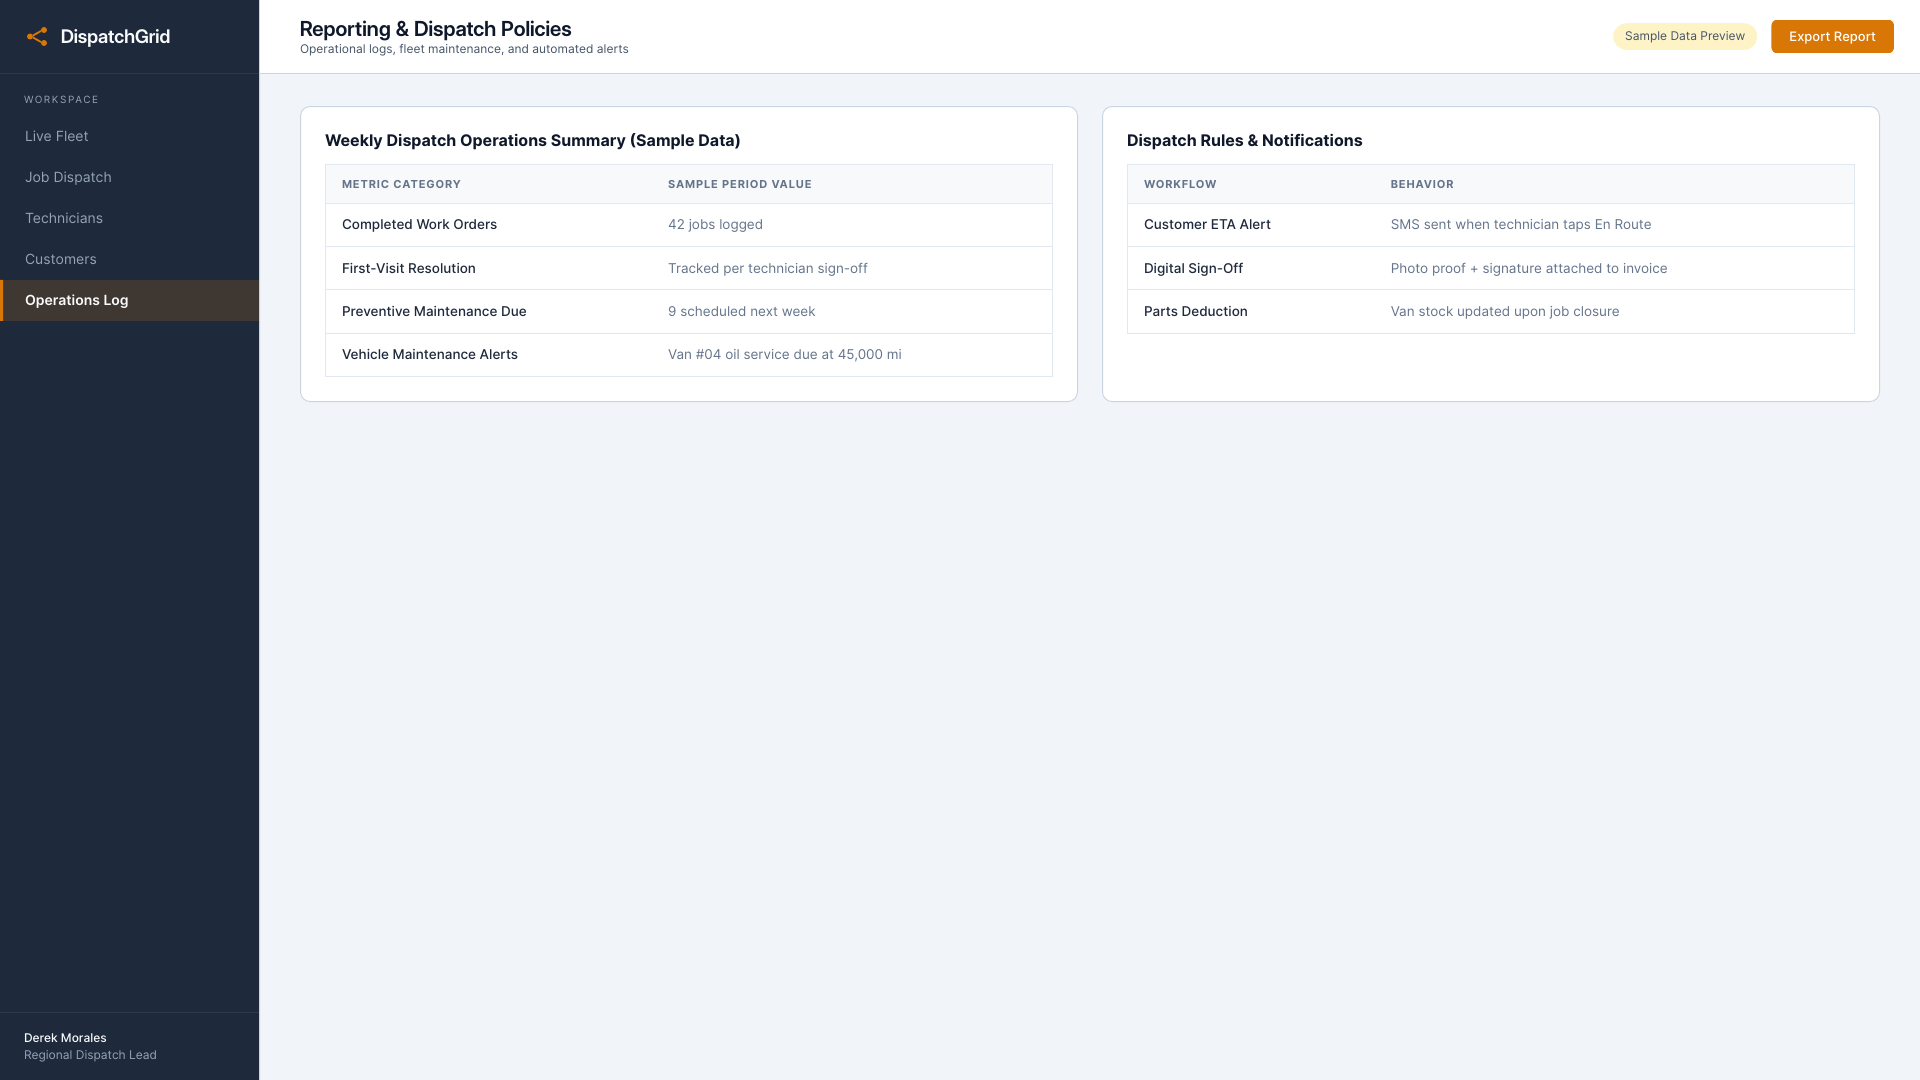 DispatchGrid
WORKSPACE
Live Fleet
Job Dispatch
Technicians
Customers
Operations Log
Derek Morales
Regional Dispatch Lead
Reporting & Dispatch Policies
Operational logs, fleet maintenance, and automated alerts
Sample Data Preview
Export Report
Weekly Dispatch Operations Summary (Sample Data)
METRIC CATEGORY SAMPLE PERIOD VALUE
Completed Work Orders 42 jobs logged
First-Visit Resolution Tracked per technician sign-off
Preventive Maintenance Due 9 scheduled next week
Vehicle Maintenance Alerts Van #04 oil service due at 45,000 mi
Dispatch Rules & Notifications
WORKFLOW BEHAVIOR
Customer ETA Alert SMS sent when technician taps En Route
Digital Sign-Off Photo proof + signature attached to invoice
Parts Deduction Van stock updated upon job closure